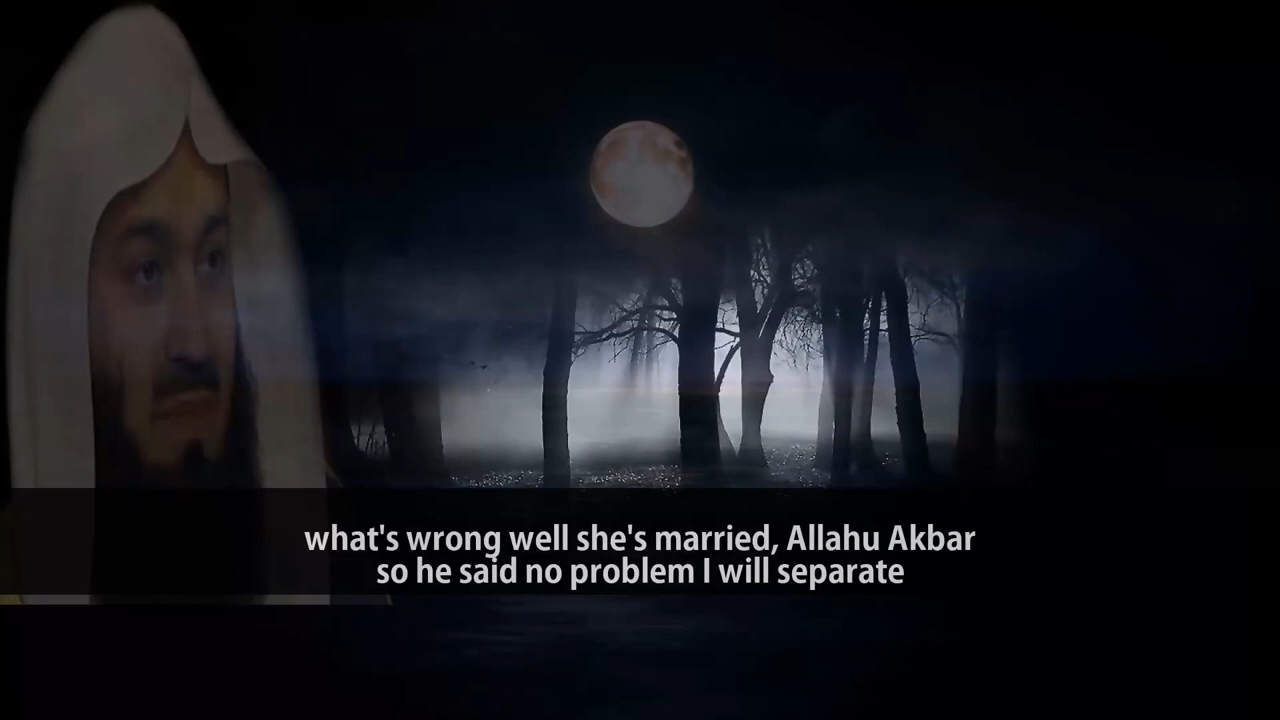 what's wrong well she's married, Allahu Akbar
so he said no problem I will separate